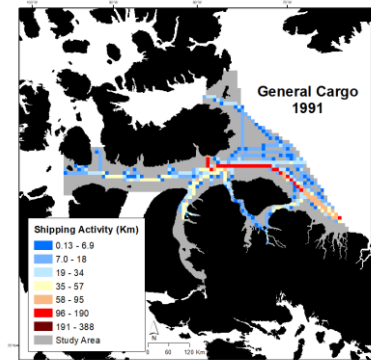 General Cargo
1991
Shipping Activity (Km)
0.13 - 6.9
7.0 - 18
19 - 34
35 - 57
58 - 95
96 - 190
191 - 388
Study Area
N
0 60 120 Km